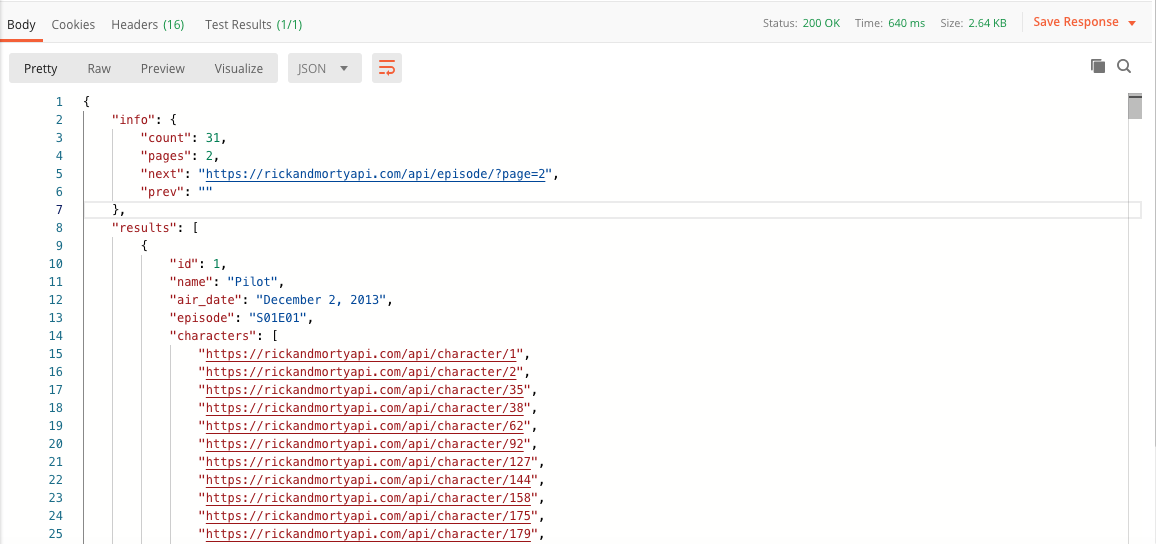 Body Cookies Headers (16) Test Results (1/1) Status: 200 OK Time: 640 ms Size: 2.64 KB Save Response
Pretty Raw Preview Visualize JSON
1 {
2 "info": {
3 "count": 31,
4 "pages": 2,
5 "next": "https://rickandmortyapi.com/api/episode/?page=2",
6 "prev": ""
7 },
8 "results": [
9 {
10 "id": 1,
11 "name": "Pilot",
12 "air_date": "December 2, 2013",
13 "episode": "S01E01",
14 "characters": [
15 "https://rickandmortyapi.com/api/character/1",
16 "https://rickandmortyapi.com/api/character/2",
17 "https://rickandmortyapi.com/api/character/35",
18 "https://rickandmortyapi.com/api/character/38",
19 "https://rickandmortyapi.com/api/character/62",
20 "https://rickandmortyapi.com/api/character/92",
21 "https://rickandmortyapi.com/api/character/127",
22 "https://rickandmortyapi.com/api/character/144",
23 "https://rickandmortyapi.com/api/character/158",
24 "https://rickandmortyapi.com/api/character/175",
25 "https://rickandmortyapi.com/api/character/179",